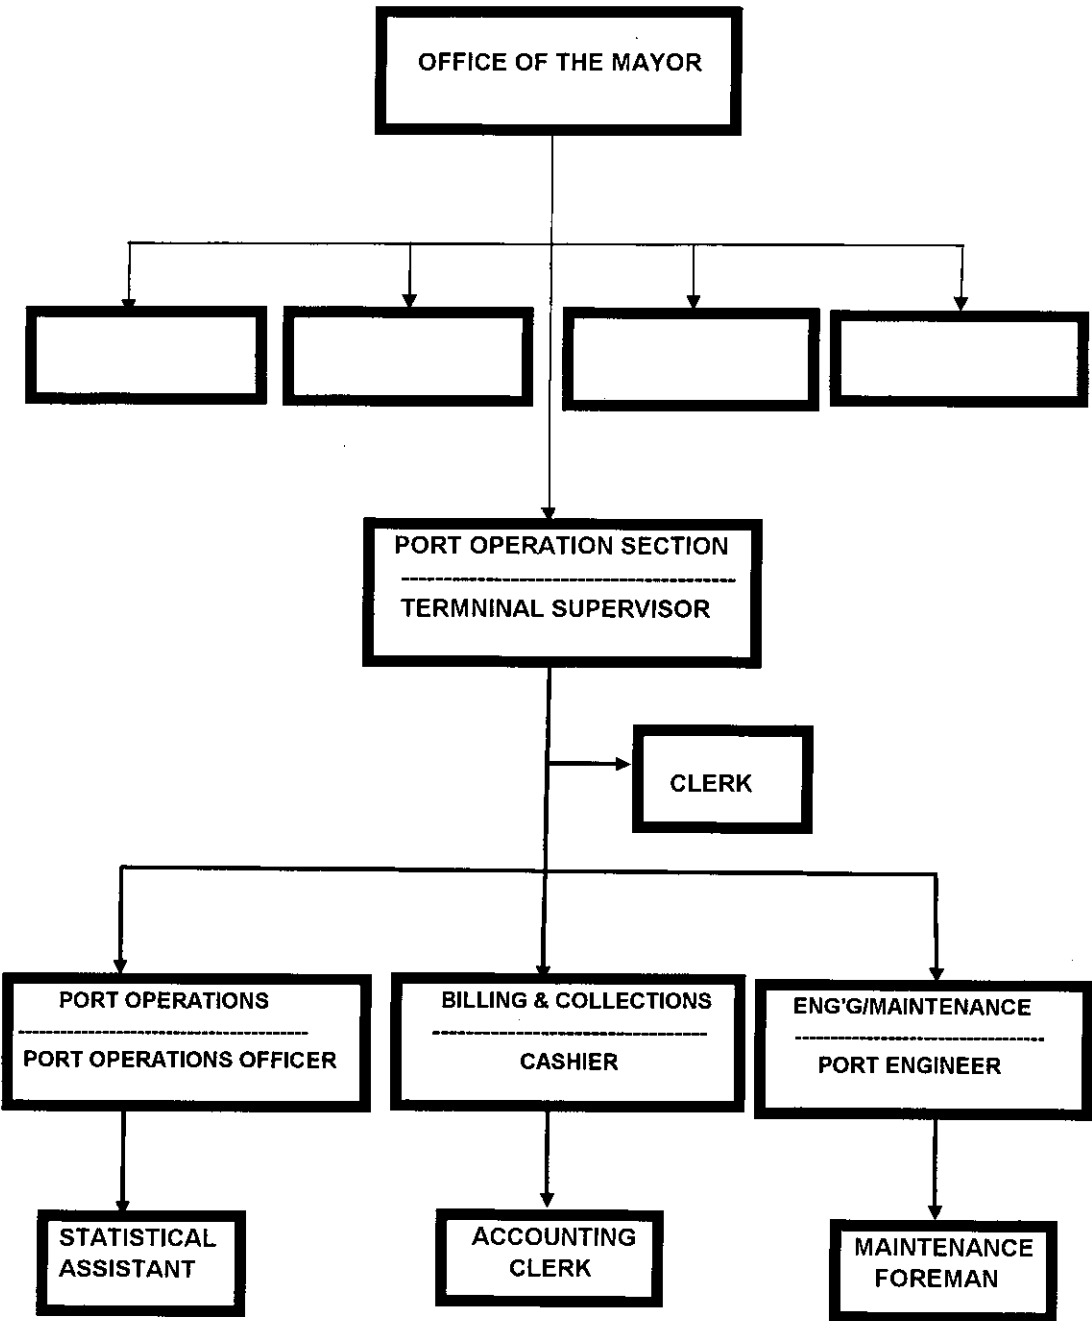 OFFICE OF THE MAYOR
PORT OPERATION SECTION
TERMNINAL SUPERVISOR
CLERK
PORT OPERATIONS
PORT OPERATIONS OFFICER
BILLING & COLLECTIONS
CASHIER
ENG'G/MAINTENANCE
PORT ENGINEER
STATISTICAL
ASSISTANT
ACCOUNTING
CLERK
MAINTENANCE
FOREMAN